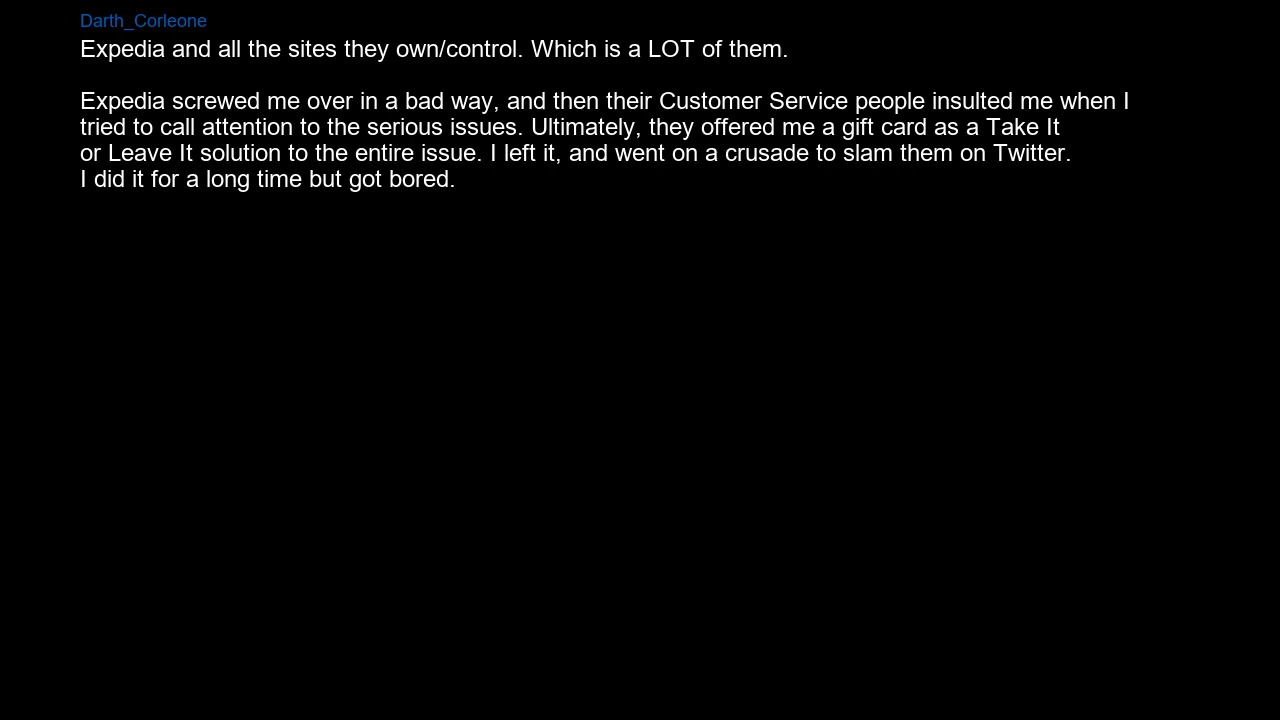 Darth_Corleone
Expedia and all the sites they own/control. Which is a LOT of them.
Expedia screwed me over in a bad way, and then their Customer Service people insulted me when I
tried to call attention to the serious issues. Ultimately, they offered me a gift card as a Take It
or Leave It solution to the entire issue. I left it, and went on a crusade to slam them on Twitter.
I did it for a long time but got bored.